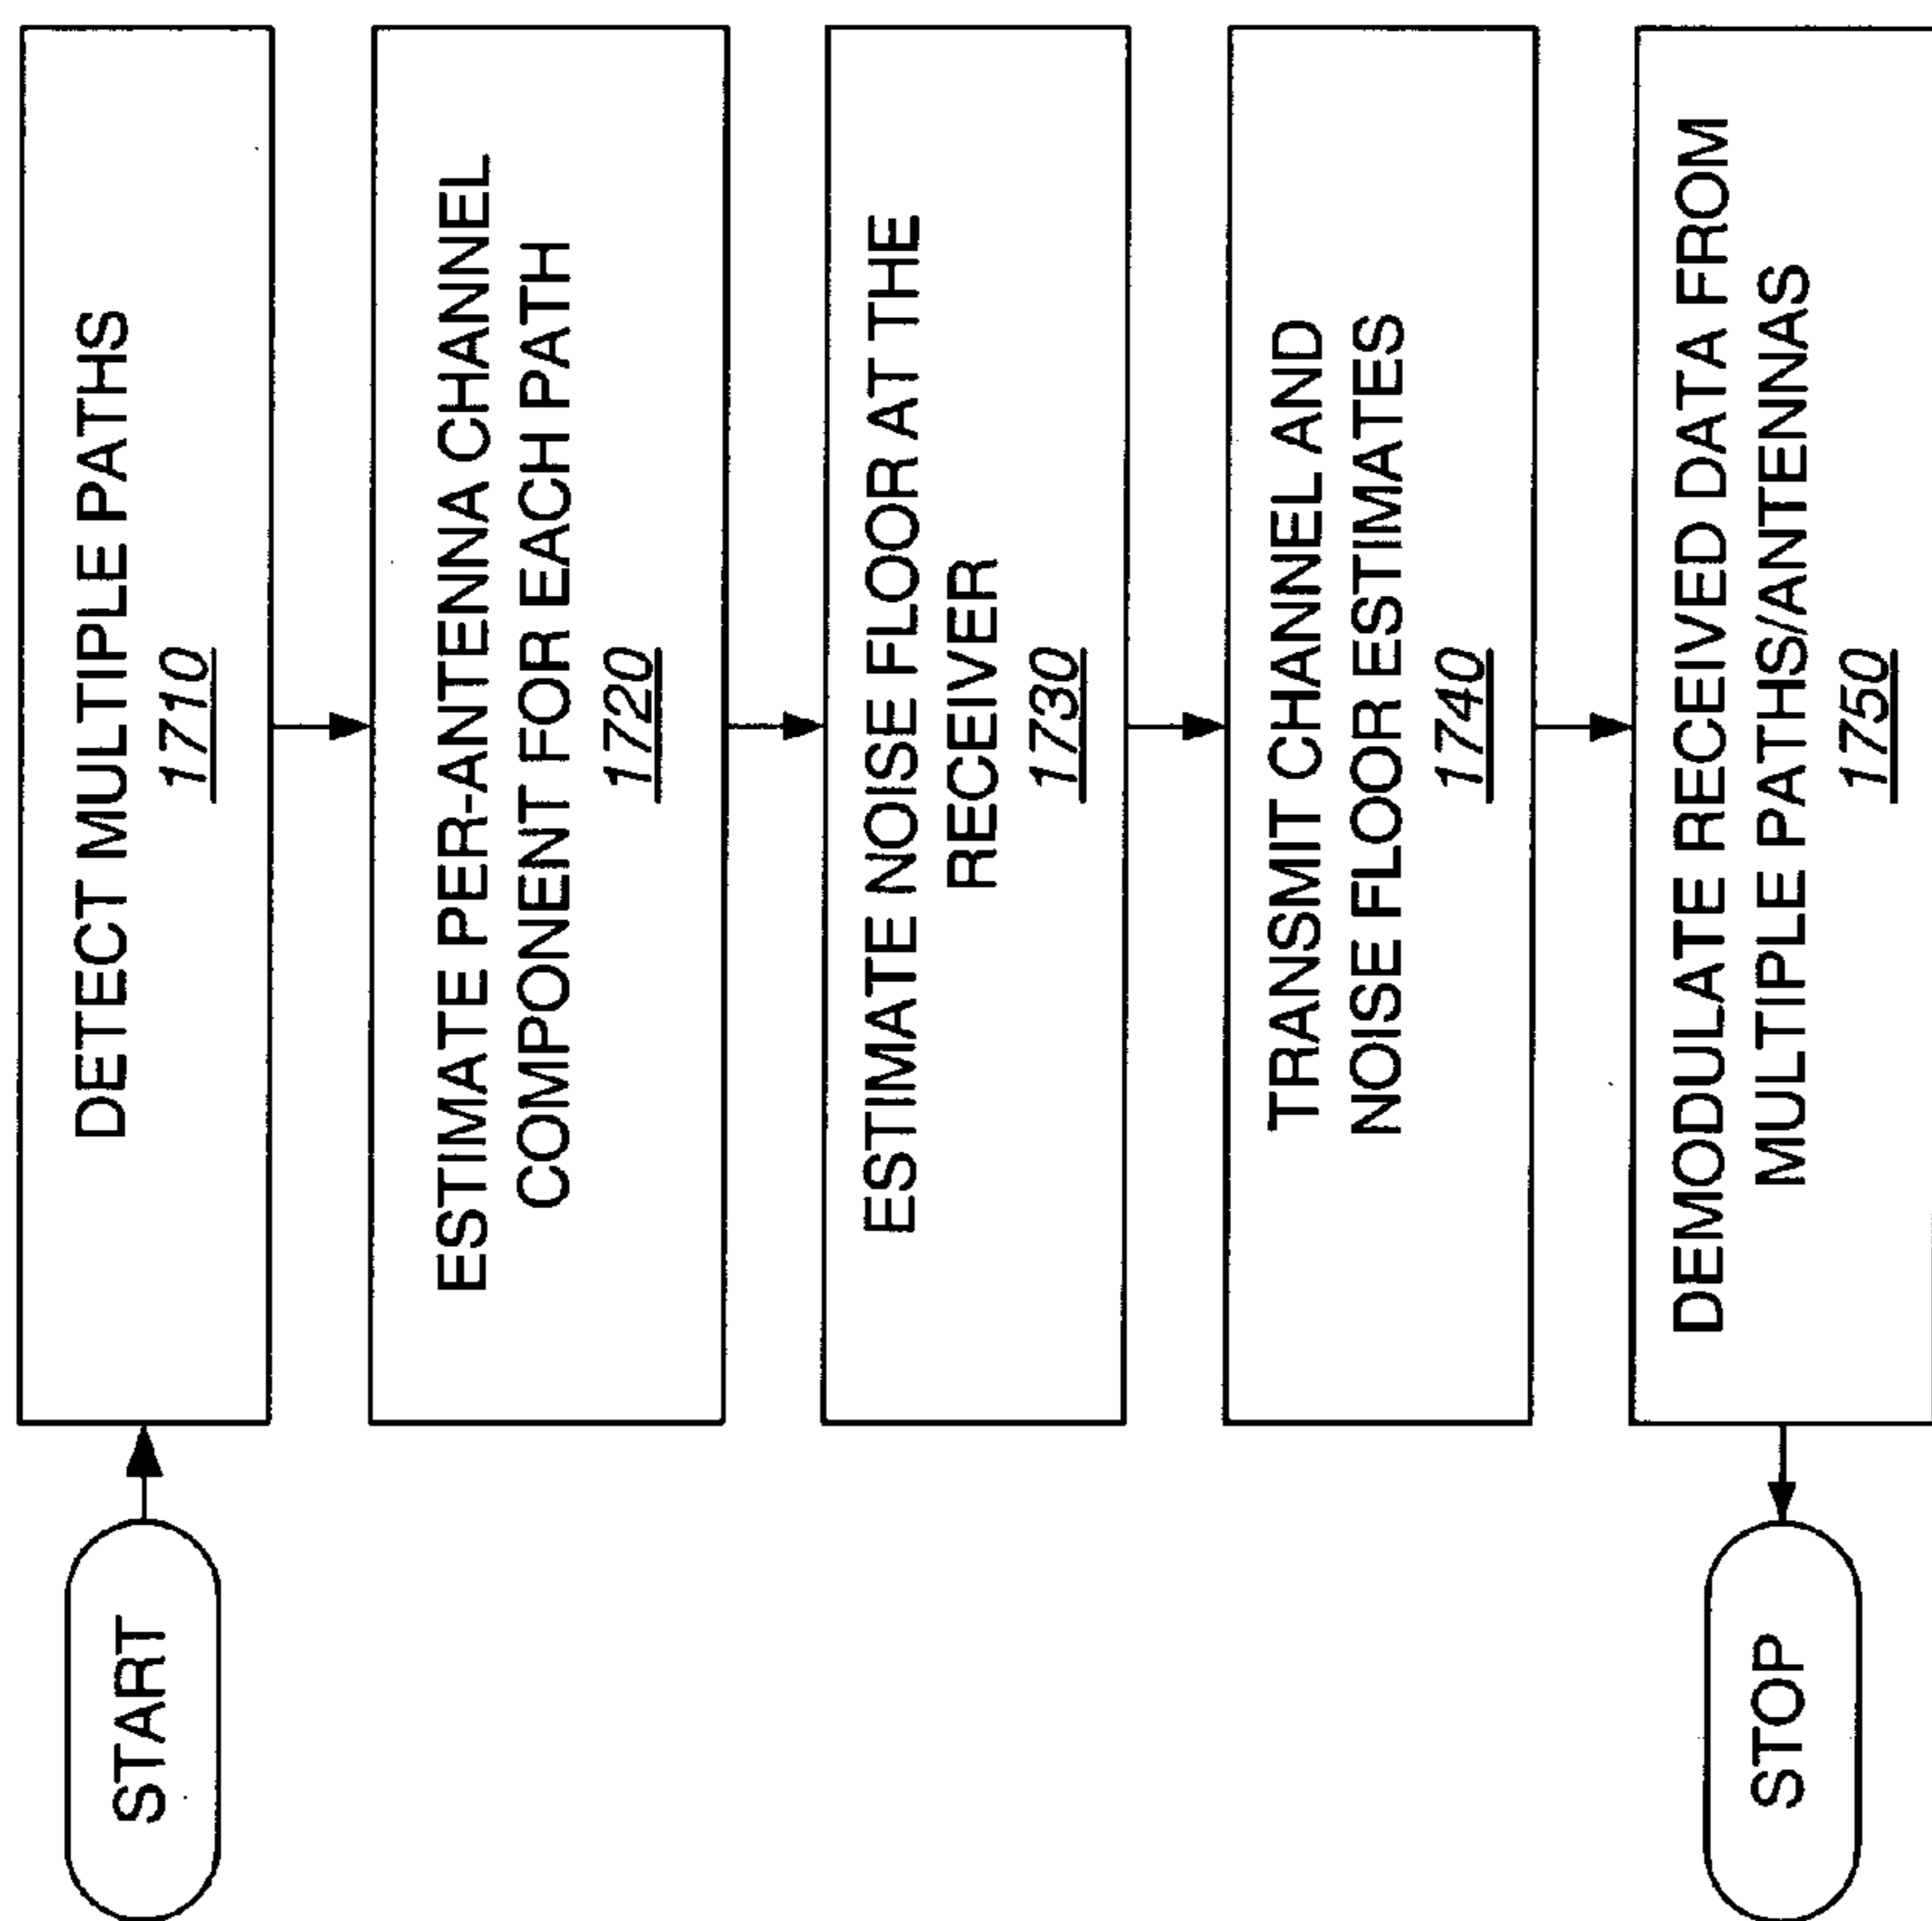 START
DETECT MULTIPLE PATHS
1710
ESTIMATE PER-ANTENNA CHANNEL
COMPONENT FOR EACH PATH
1720
ESTIMATE NOISE FLOOR AT THE
RECEIVER
1730
TRANSMIT CHANNEL AND
NOISE FLOOR ESTIMATES
1740
DEMODULATE RECEIVED DATA FROM
MULTIPLE PATHS/ANTENNAS
1750
STOP